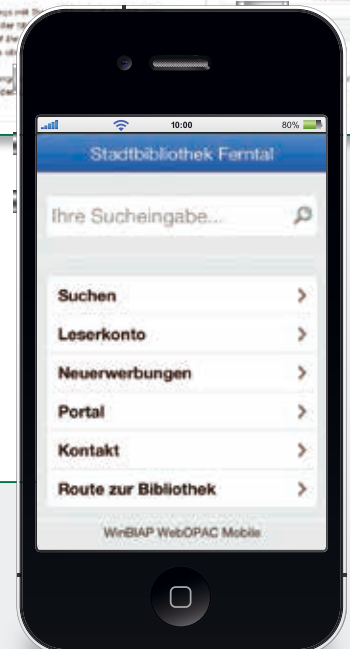 10:00 80%
Stadtbibliothek Ferntal
Ihre Sucheingabe...
Suchen
Leserkonto
Neuerwerbungen
Portal
Kontakt
Route zur Bibliothek
WinBIAP WebOPAC Mobile